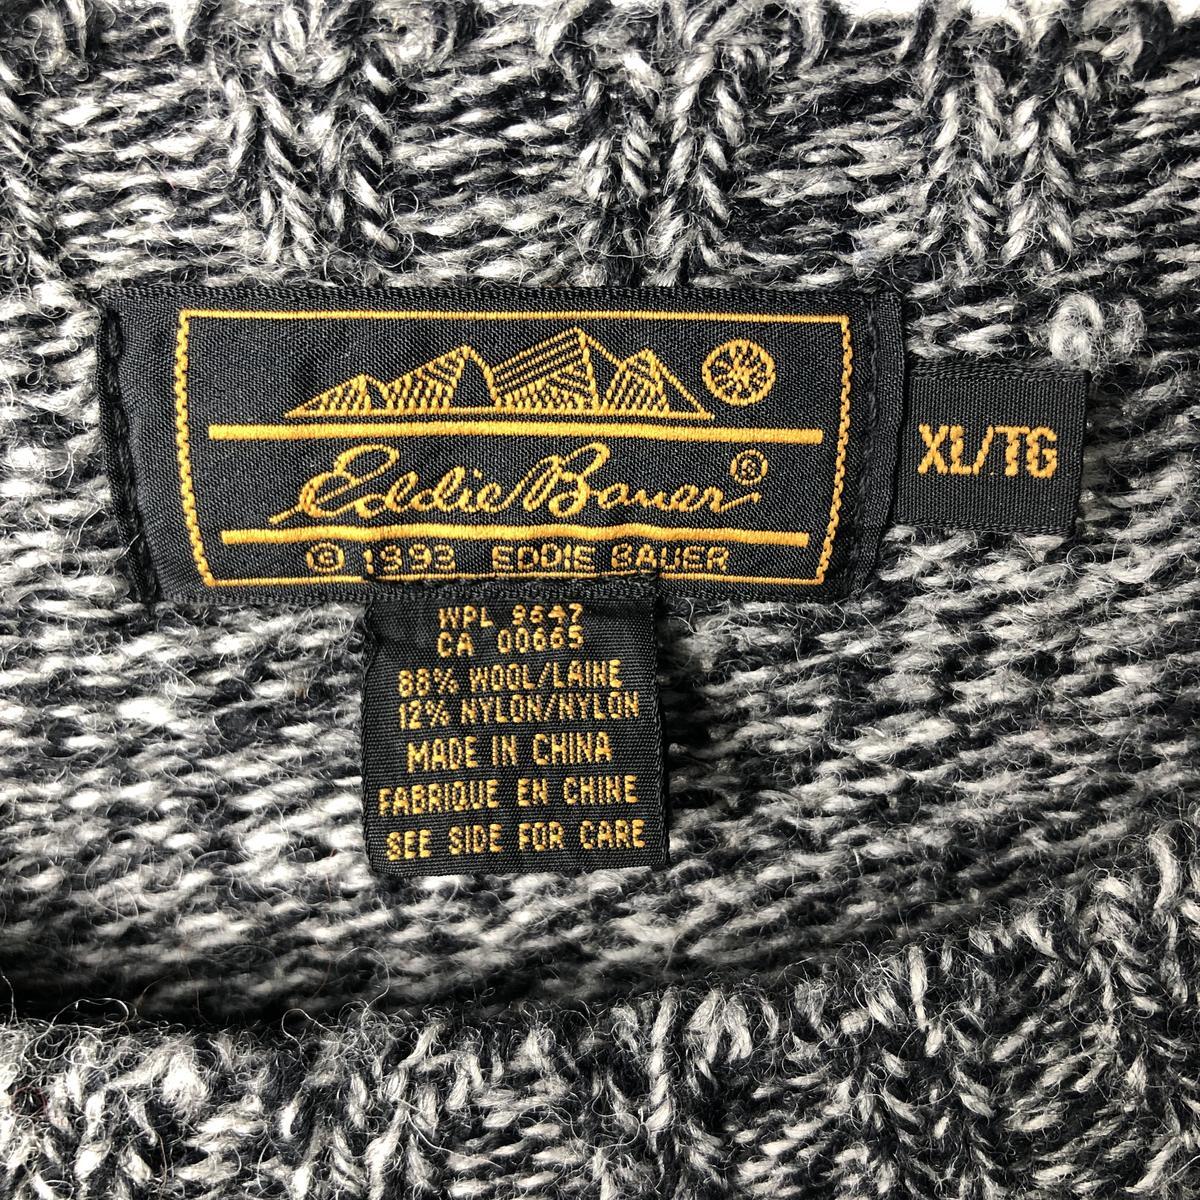 Eddie Bauer®
© 1993 EDDIE BAUER
XL/TG
WPL 8647
CA 00665
88% WOOL/LAINE
12% NYLON/NYLON
MADE IN CHINA
FABRIQUE EN CHINE
SEE SIDE FOR CARE